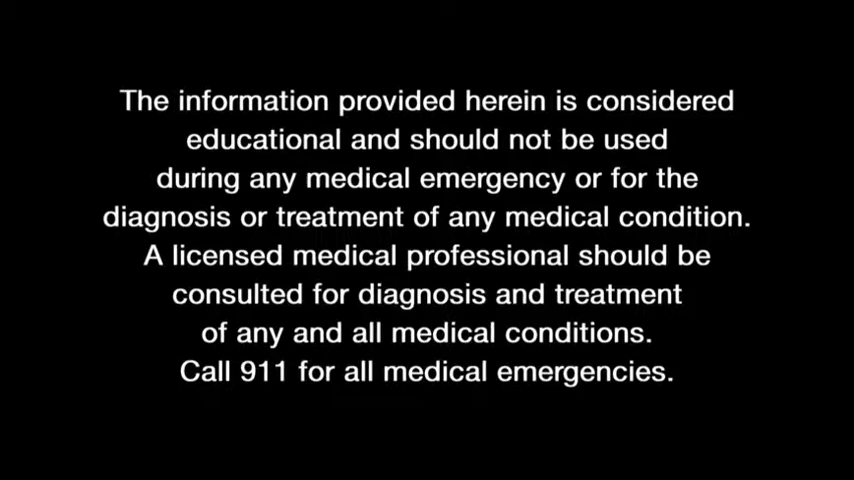 The information provided herein is considered
educational and should not be used
during any medical emergency or for the
diagnosis or treatment of any medical condition.
A licensed medical professional should be
consulted for diagnosis and treatment
of any and all medical conditions.
Call 911 for all medical emergencies.